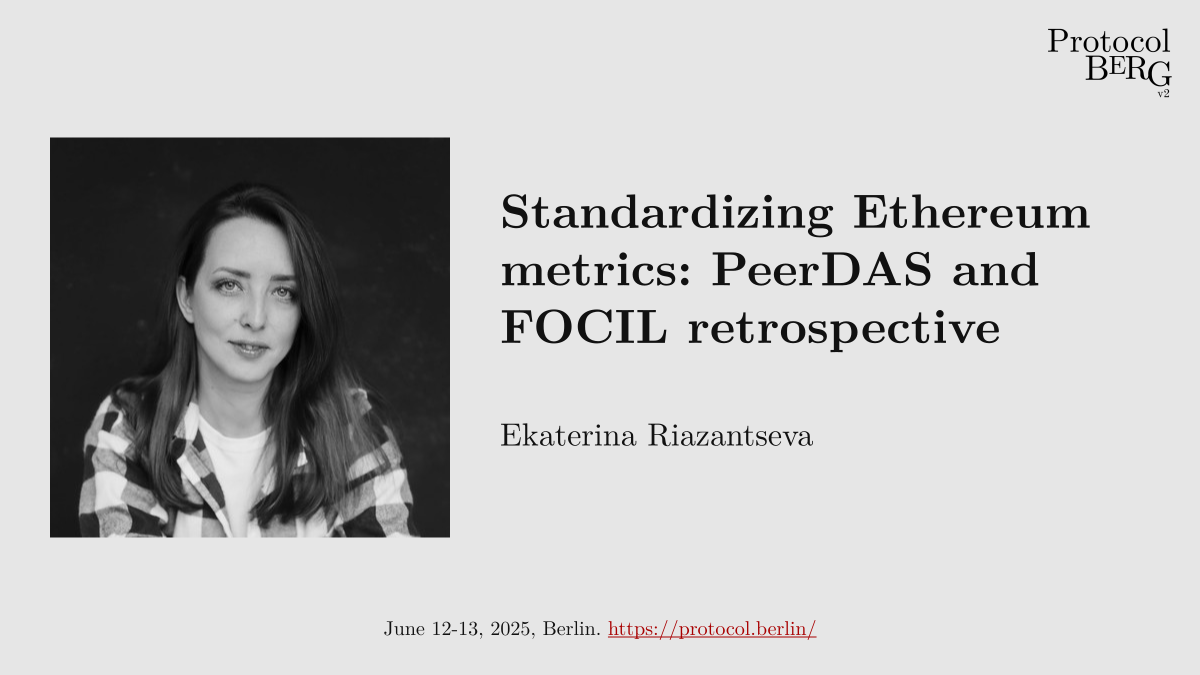 Protocol
BERG
v2
Standardizing Ethereum
metrics: PeerDAS and
FOCIL retrospective
Ekaterina Riazantseva
June 12-13, 2025, Berlin. https://protocol.berlin/